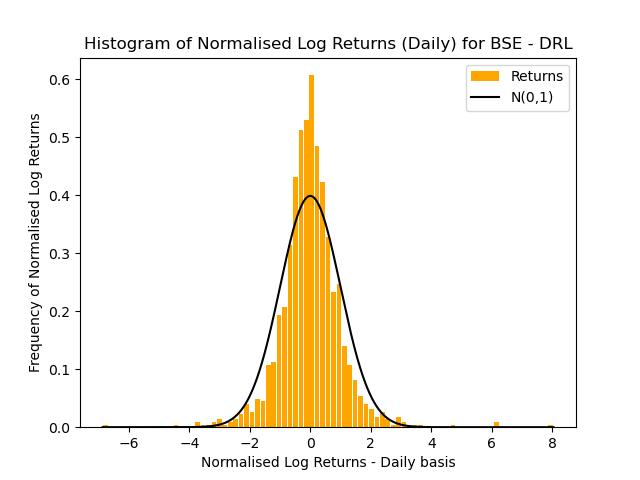 Histogram of Normalised Log Returns (Daily) for BSE - DRL
Returns
N(0,1)
Frequency of Normalised Log Returns
0.6
0.5
0.4
0.3
0.2
0.1
0.0
−6 −4 −2 0 2 4 6 8
Normalised Log Returns - Daily basis